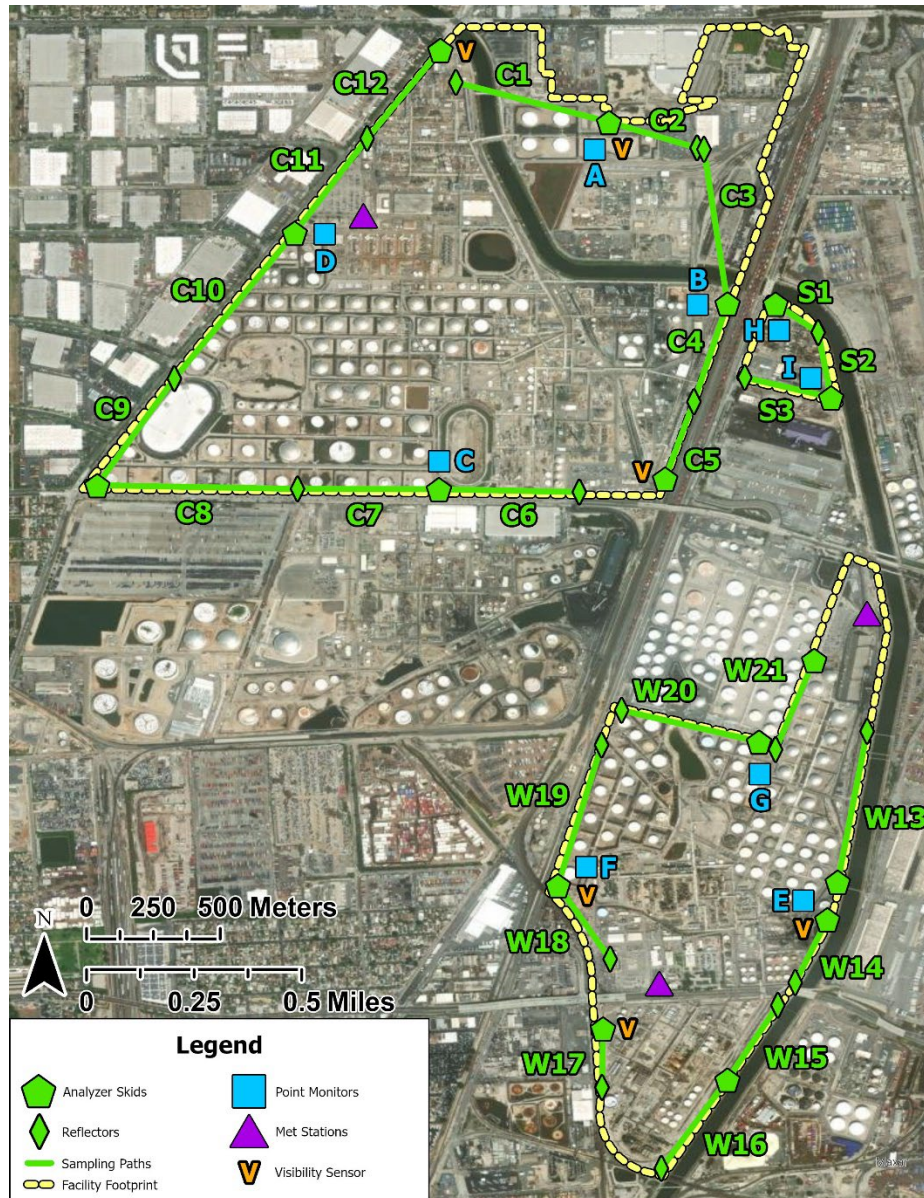 C12
V
C1
C2
V
A
C11
C3
D
C10
B
S1
H
C4
S2
I
C9
S3
C
V
C5
C8
C7
C6
W21
W20
G
W19
W13
F
V
E
V
W18
W14
N
0 250 500 Meters
0 0.25 0.5 Miles
V
W17
W15
W16
Legend
Analyzer Skids
Point Monitors
Reflectors
Met Stations
Sampling Paths
V Visibility Sensor
Facility Footprint